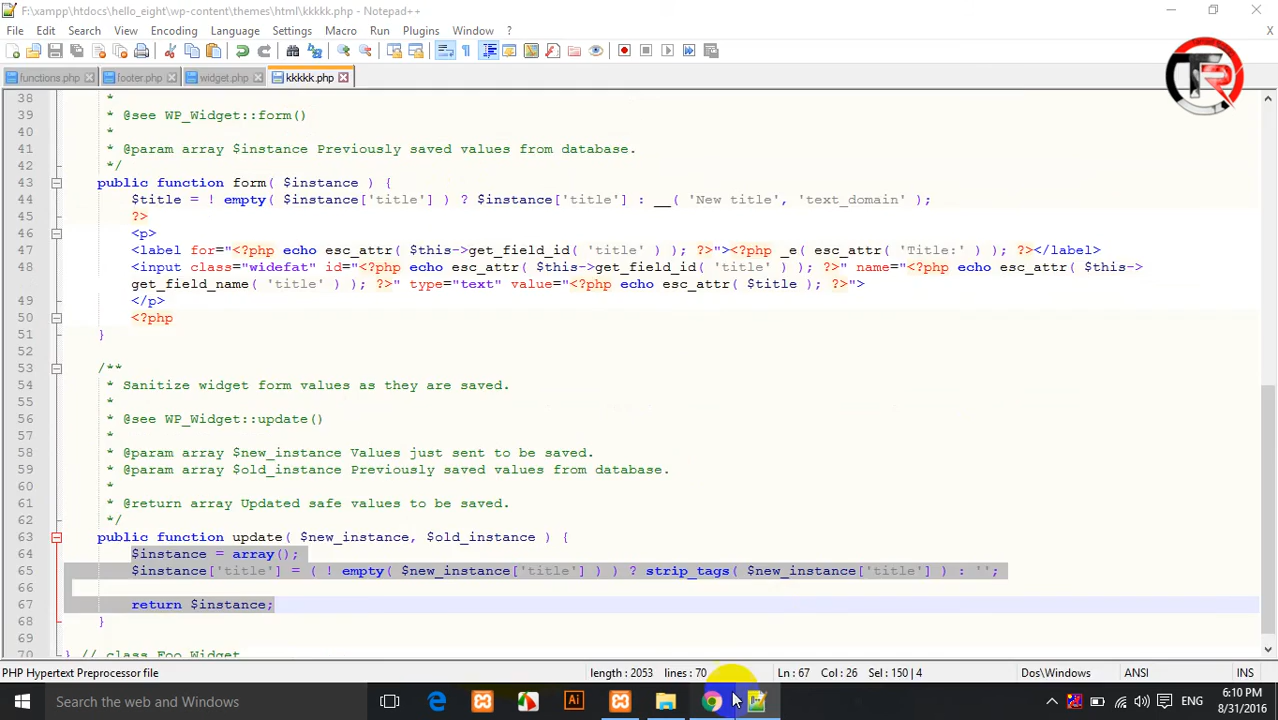 F:\xampp\htdocs\hello_eight\wp-content\themes\html\kkkkk.php - Notepad++
File Edit Search View Encoding Language Settings Macro Run Plugins Window ? X
functions.php footer.php widget.php kkkkk.php
TR
38 *
39 * @see WP_Widget::form()
40 *
41 * @param array $instance Previously saved values from database.
42 */
43 public function form( $instance ) {
44 $title = ! empty( $instance['title'] ) ? $instance['title'] : __( 'New title', 'text_domain' );
45 ?>
46 <p>
47 <label for="<?php echo esc_attr( $this->get_field_id( 'title' ) ); ?>"><?php _e( esc_attr( 'Title:' ) ); ?></label>
48 <input class="widefat" id="<?php echo esc_attr( $this->get_field_id( 'title' ) ); ?>" name="<?php echo esc_attr( $this->
get_field_name( 'title' ) ); ?>" type="text" value="<?php echo esc_attr( $title ); ?>">
49 </p>
50 <?php
51 }
52
53 /**
54 * Sanitize widget form values as they are saved.
55 *
56 * @see WP_Widget::update()
57 *
58 * @param array $new_instance Values just sent to be saved.
59 * @param array $old_instance Previously saved values from database.
60 *
61 * @return array Updated safe values to be saved.
62 */
63 public function update( $new_instance, $old_instance ) {
64 $instance = array();
65 $instance['title'] = ( ! empty( $new_instance['title'] ) ) ? strip_tags( $new_instance['title'] ) : '';
66
67 return $instance;
68 }
69
70 } // class Foo_Widget
PHP Hypertext Preprocessor file length : 2053 lines : 70 Ln : 67 Col : 26 Sel : 150 | 4 Dos\Windows ANSI INS
Search the web and Windows Ai ENG 6:10 PM
8/31/2016